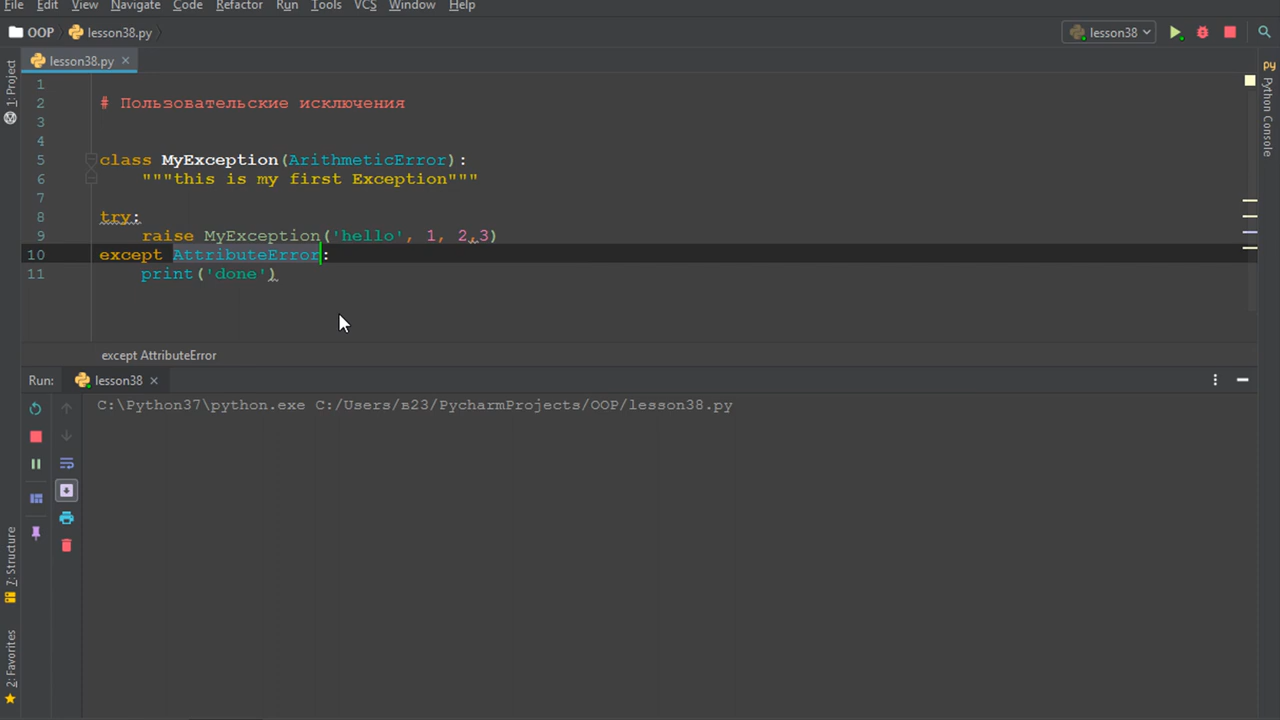 File Edit View Navigate Code Refactor Run Tools VCS Window Help
OOP lesson38.py lesson38
lesson38.py
1: Project
Python Console
1
2 # Пользовательские исключения
3
4
5 class MyException(ArithmeticError):
6 """this is my first Exception"""
7
8 try:
9 raise MyException('hello', 1, 2,3)
10 except AttributeError:
11 print('done')
except AttributeError
Run: lesson38
C:\Python37\python.exe C:/Users/в23/PycharmProjects/OOP/lesson38.py
7: Structure
2: Favorites